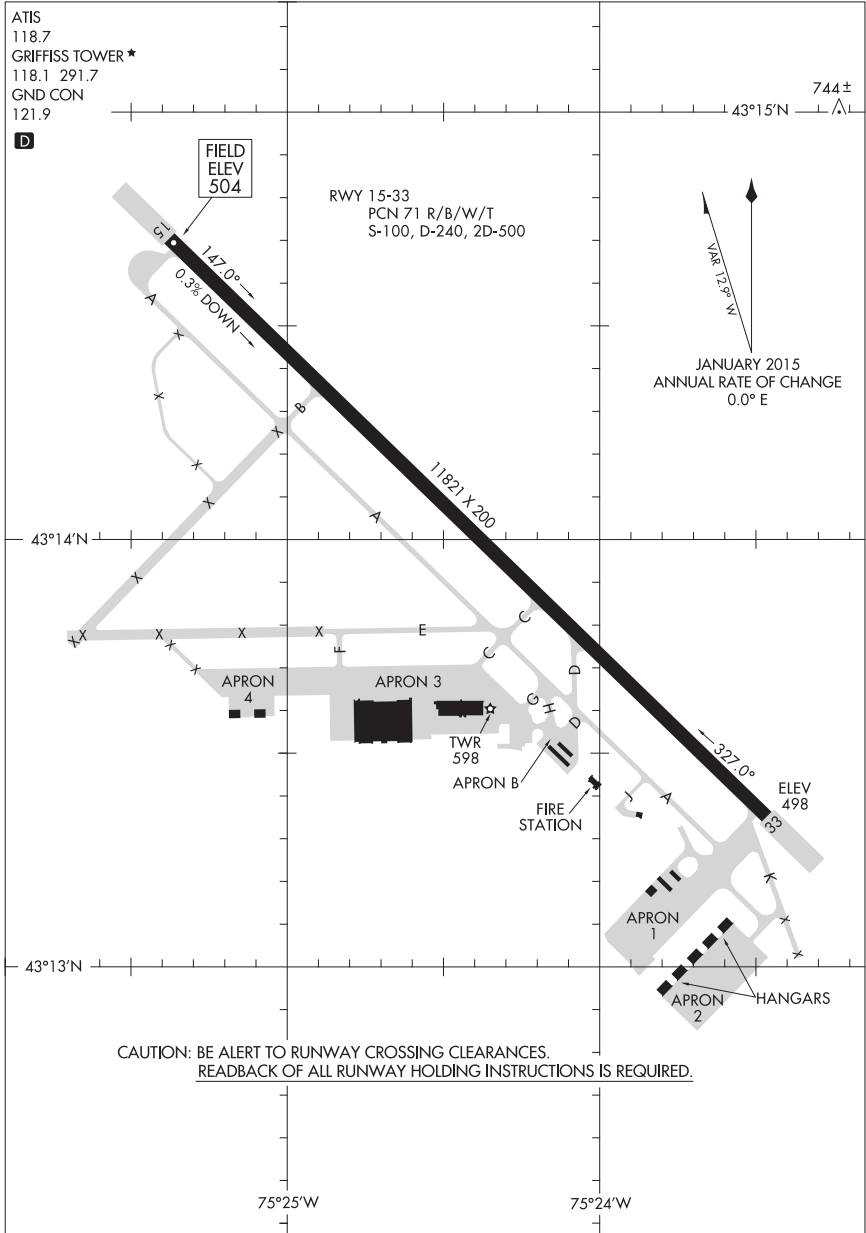 ATIS
118.7
GRIFFISS TOWER★
118.1 291.7
GND CON
121.9
D
744±
43°15'N
FIELD
ELEV
504
RWY 15-33
PCN 71 R/B/W/T
S-100, D-240, 2D-500
VAR 12.9° W
JANUARY 2015
ANNUAL RATE OF CHANGE
0.0° E
15
147.0°
0.3% DOWN
A
X
X
X
B
X
X
11821 X 200
A
43°14'N
X
X
X
X
X
X
X
X
X
E
F
C
C
D
G
H
D
APRON
4
APRON 3
TWR
598
APRON B
FIRE
STATION
J
A
327.0°
ELEV
498
33
K
X
X
APRON
1
APRON
2
HANGARS
43°13'N
CAUTION: BE ALERT TO RUNWAY CROSSING CLEARANCES.
READBACK OF ALL RUNWAY HOLDING INSTRUCTIONS IS REQUIRED.
75°25'W
75°24'W